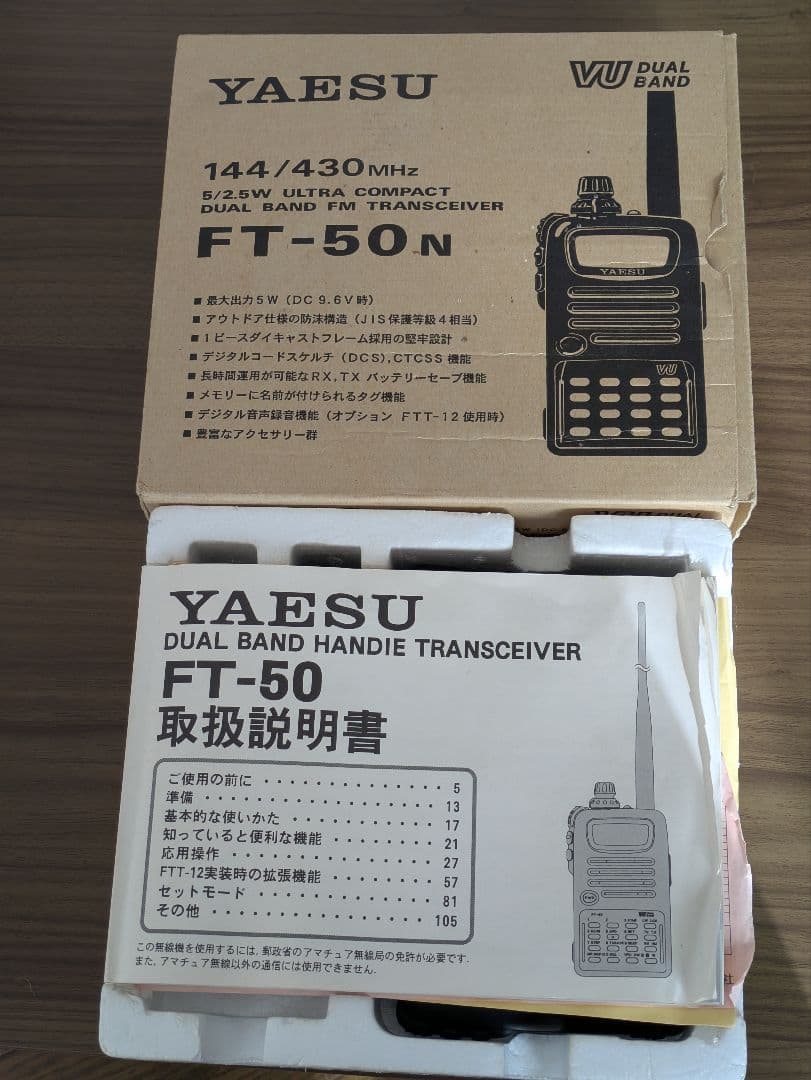 YAESU
VU DUAL BAND
144/430MHz
5/2.5W ULTRA COMPACT
DUAL BAND FM TRANSCEIVER
FT-50N
YAESU
VU
■ 最大出力5W(DC 9.6V時)
■ アウトドア仕様の防沫構造(JIS保護等級4相当)
■ 1ピースダイキャストフレーム採用の堅牢設計
■ デジタルコードスケルチ(DCS),CTCSS機能
■ 長時間運用が可能なRX,TX バッテリーセーブ機能
■ メモリーに名前が付けられるタグ機能
■ デジタル音声録音機能(オプション FTT-12使用時)
■ 豊富なアクセサリー群
YAESU
DUAL BAND HANDIE TRANSCEIVER
FT-50
取扱説明書
ご使用の前に ・・・・・・・・・・・・・・ 5
準備 ・・・・・・・・・・・・・・・・・・ 13
基本的な使いかた ・・・・・・・・・・・ 17
知っていると便利な機能 ・・・・・・・ 21
応用操作 ・・・・・・・・・・・・・・・ 27
FTT-12実装時の拡張機能 ・・・・・・・ 57
セットモード ・・・・・・・・・・・・・ 81
その他 ・・・・・・・・・・・・・・・・ 105
この無線機を使用するには, 郵政省のアマチュア無線局の免許が必要です.
また, アマチュア無線以外の通信には使用できません.